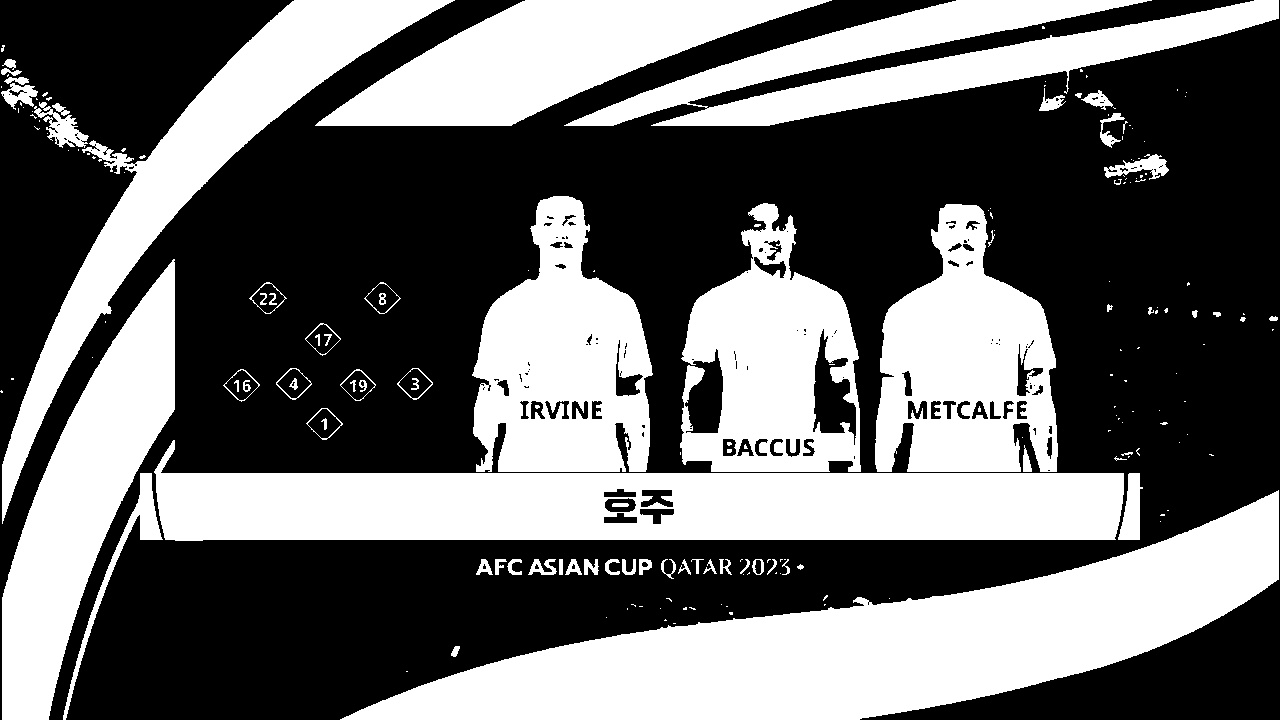 22 8
17
16 4 19 3
1
IRVINE
BACCUS
METCALFE
호주
AFC ASIAN CUP QATAR 2023